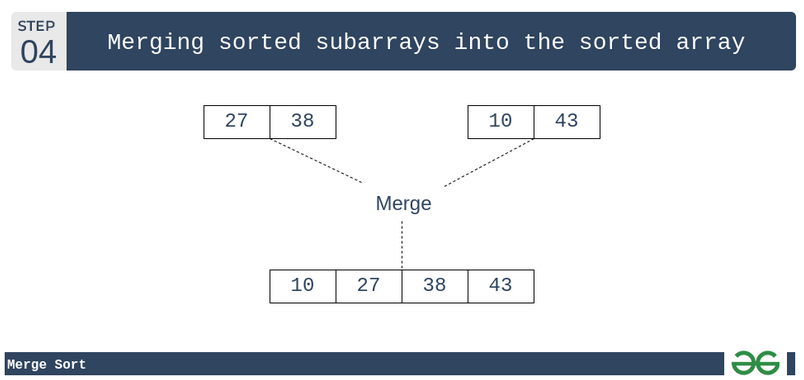 STEP
04
Merging sorted subarrays into the sorted array
27 38
10 43
Merge
10 27 38 43
Merge Sort